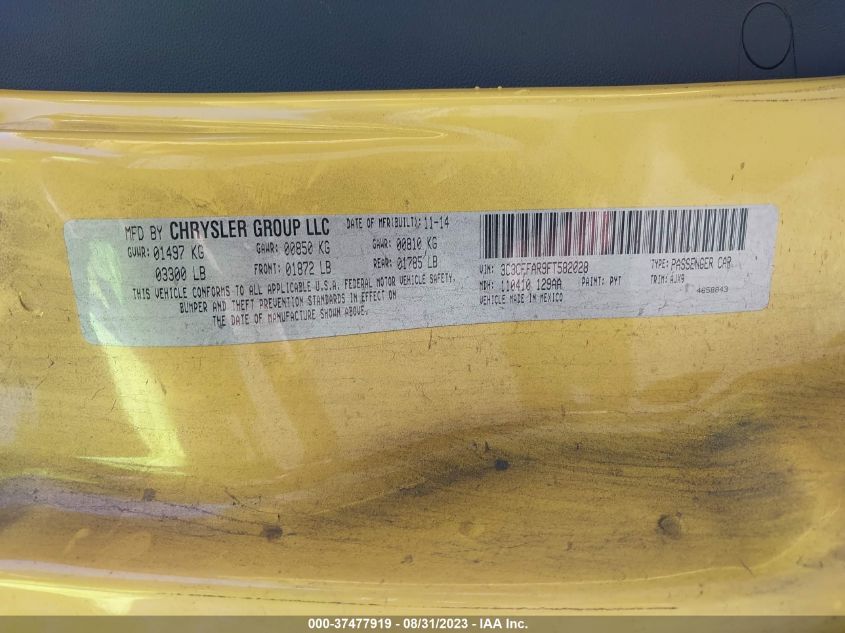 MFD BY CHRYSLER GROUP LLC
DATE OF MFR(BUILT): 11-14
GVWR: 01497 KG
GAWR: 00850 KG
GAWR: 00810 KG
03300 LB
FRONT: 01872 LB
REAR: 01785 LB
THIS VEHICLE CONFORMS TO ALL APPLICABLE U.S.A. FEDERAL MOTOR VEHICLE SAFETY,
BUMPER AND THEFT PREVENTION STANDARDS IN EFFECT ON
THE DATE OF MANUFACTURE SHOWN ABOVE.
VIN: 3C3CFFAR9FT582028
TYPE: PASSENGER CAR
MDH: 110410 129AA
PAINT: PYT
TRIM: AJX9
VEHICLE MADE IN MEXICO
4658843
000-37477919 - 08/31/2023 - IAA Inc.